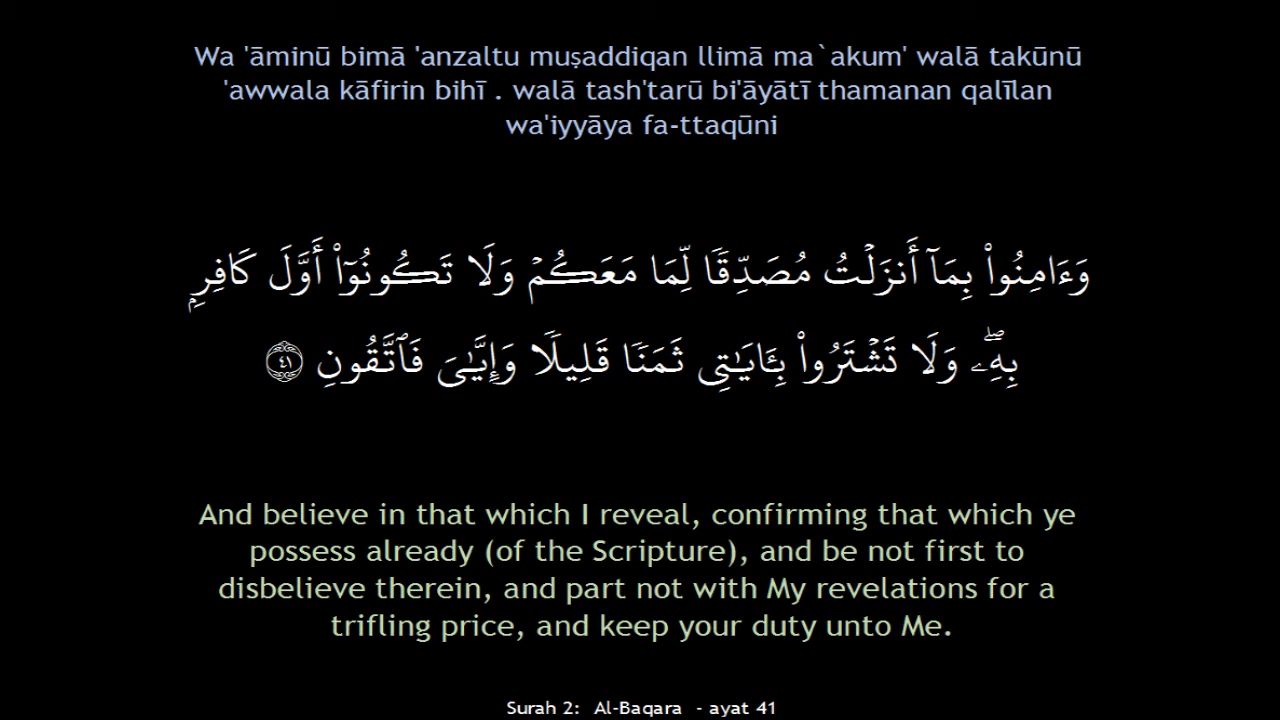 Wa 'āminū bimā 'anzaltu muṣaddiqan llimā ma`akum' walā takūnū
'awwala kāfirin bihī . walā tash'tarū bi'āyātī thamanan qalīlan
wa'iyyāya fa-ttaqūni
وَءَامِنُوا۟ بِمَآ أَنزَلْتُ مُصَدِّقًۭا لِّمَا مَعَكُمْ وَلَا تَكُونُوٓا۟ أَوَّلَ كَافِرٍۭ
بِهِۦ ۖ وَلَا تَشْتَرُوا۟ بِـَٔايَـٰتِى ثَمَنًۭا قَلِيلًۭا وَإِيَّـٰىَ فَٱتَّقُونِ ٤١
And believe in that which I reveal, confirming that which ye
possess already (of the Scripture), and be not first to
disbelieve therein, and part not with My revelations for a
trifling price, and keep your duty unto Me.
Surah 2: Al-Baqara - ayat 41